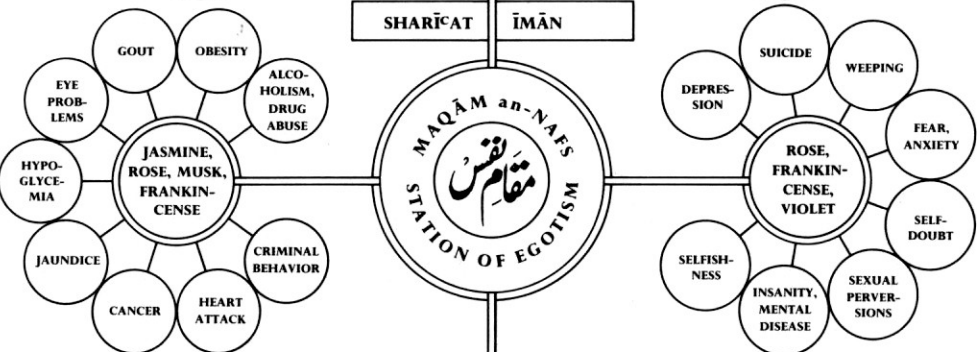 SHARĪᶜAT
ĪMĀN
GOUT
OBESITY
ALCO-
HOLISM,
DRUG
ABUSE
EYE
PROB-
LEMS
HYPO-
GLYCE-
MIA
JAUNDICE
CANCER
HEART
ATTACK
CRIMINAL
BEHAVIOR
JASMINE,
ROSE, MUSK,
FRANKIN-
CENSE
MAQĀM an-NAFS
مقام نفس
STATION OF EGOTISM
ROSE,
FRANKIN-
CENSE,
VIOLET
DEPRES-
SION
SUICIDE
WEEPING
FEAR,
ANXIETY
SELF-
DOUBT
SEXUAL
PERVER-
SIONS
INSANITY,
MENTAL
DISEASE
SELFISH-
NESS